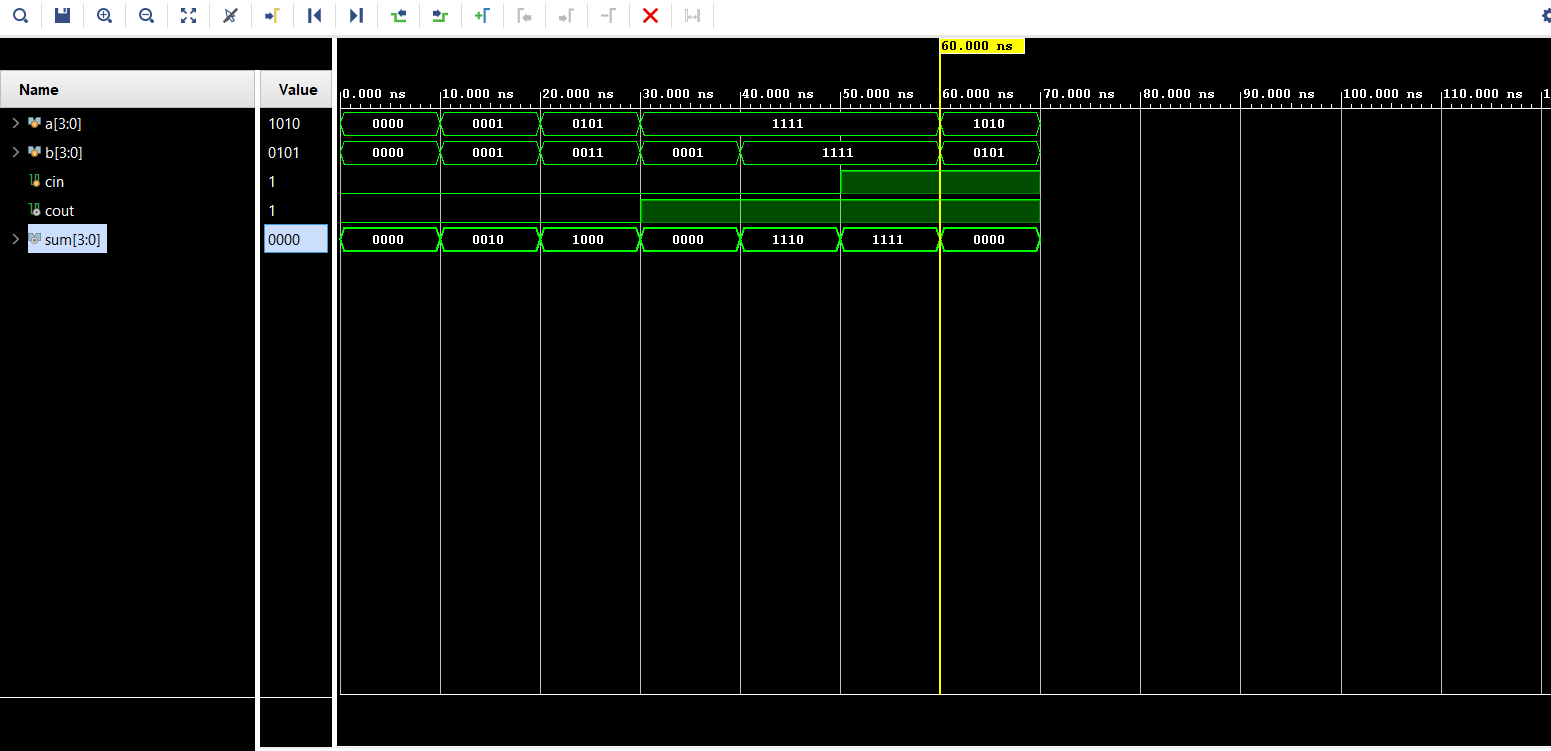 60.000 ns
Name Value
0.000 ns 10.000 ns 20.000 ns 30.000 ns 40.000 ns 50.000 ns 60.000 ns 70.000 ns 80.000 ns 90.000 ns 100.000 ns 110.000 ns
a[3:0] 1010 0000 0001 0101 1111 1010
b[3:0] 0101 0000 0001 0011 0001 1111 0101
cin 1
cout 1
sum[3:0] 0000 0000 0010 1000 0000 1110 1111 0000